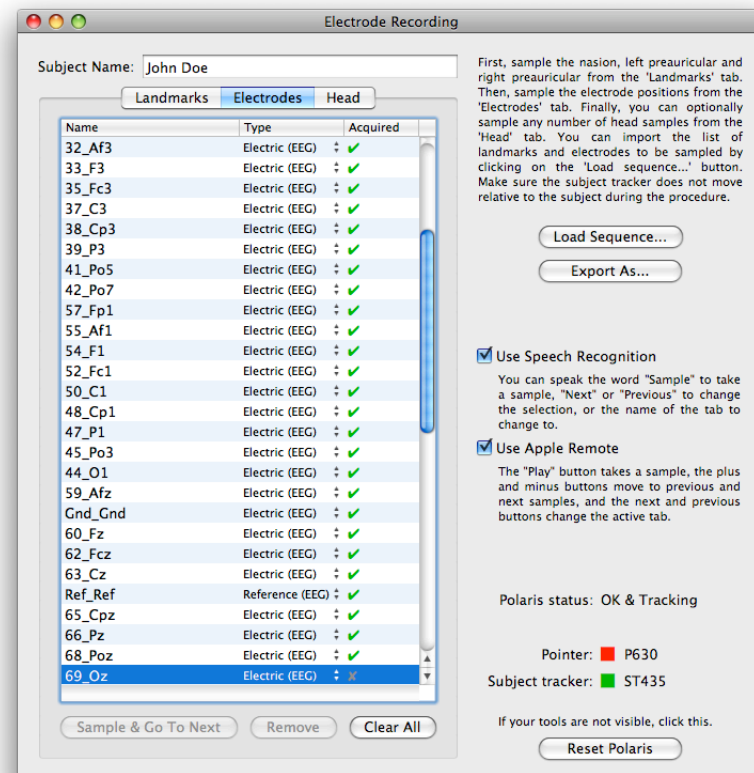 Electrode Recording
Subject Name: John Doe
Landmarks Electrodes Head
Name Type Acquired
32_Af3 Electric (EEG)
33_F3 Electric (EEG)
35_Fc3 Electric (EEG)
37_C3 Electric (EEG)
38_Cp3 Electric (EEG)
39_P3 Electric (EEG)
41_Po5 Electric (EEG)
42_Po7 Electric (EEG)
57_Fp1 Electric (EEG)
55_Af1 Electric (EEG)
54_F1 Electric (EEG)
52_Fc1 Electric (EEG)
50_C1 Electric (EEG)
48_Cp1 Electric (EEG)
47_P1 Electric (EEG)
45_Po3 Electric (EEG)
44_O1 Electric (EEG)
59_Afz Electric (EEG)
Gnd_Gnd Electric (EEG)
60_Fz Electric (EEG)
62_Fcz Electric (EEG)
63_Cz Electric (EEG)
Ref_Ref Reference (EEG)
65_Cpz Electric (EEG)
66_Pz Electric (EEG)
68_Poz Electric (EEG)
69_Oz Electric (EEG)
Sample & Go To Next Remove Clear All
First, sample the nasion, left preauricular and
right preauricular from the 'Landmarks' tab.
Then, sample the electrode positions from the
'Electrodes' tab. Finally, you can optionally
sample any number of head samples from the
'Head' tab. You can import the list of
landmarks and electrodes to be sampled by
clicking on the 'Load sequence...' button.
Make sure the subject tracker does not move
relative to the subject during the procedure.
Load Sequence...
Export As...
Use Speech Recognition
You can speak the word "Sample" to take
a sample, "Next" or "Previous" to change
the selection, or the name of the tab to
change to.
Use Apple Remote
The "Play" button takes a sample, the plus
and minus buttons move to previous and
next samples, and the next and previous
buttons change the active tab.
Polaris status: OK & Tracking
Pointer: P630
Subject tracker: ST435
If your tools are not visible, click this.
Reset Polaris